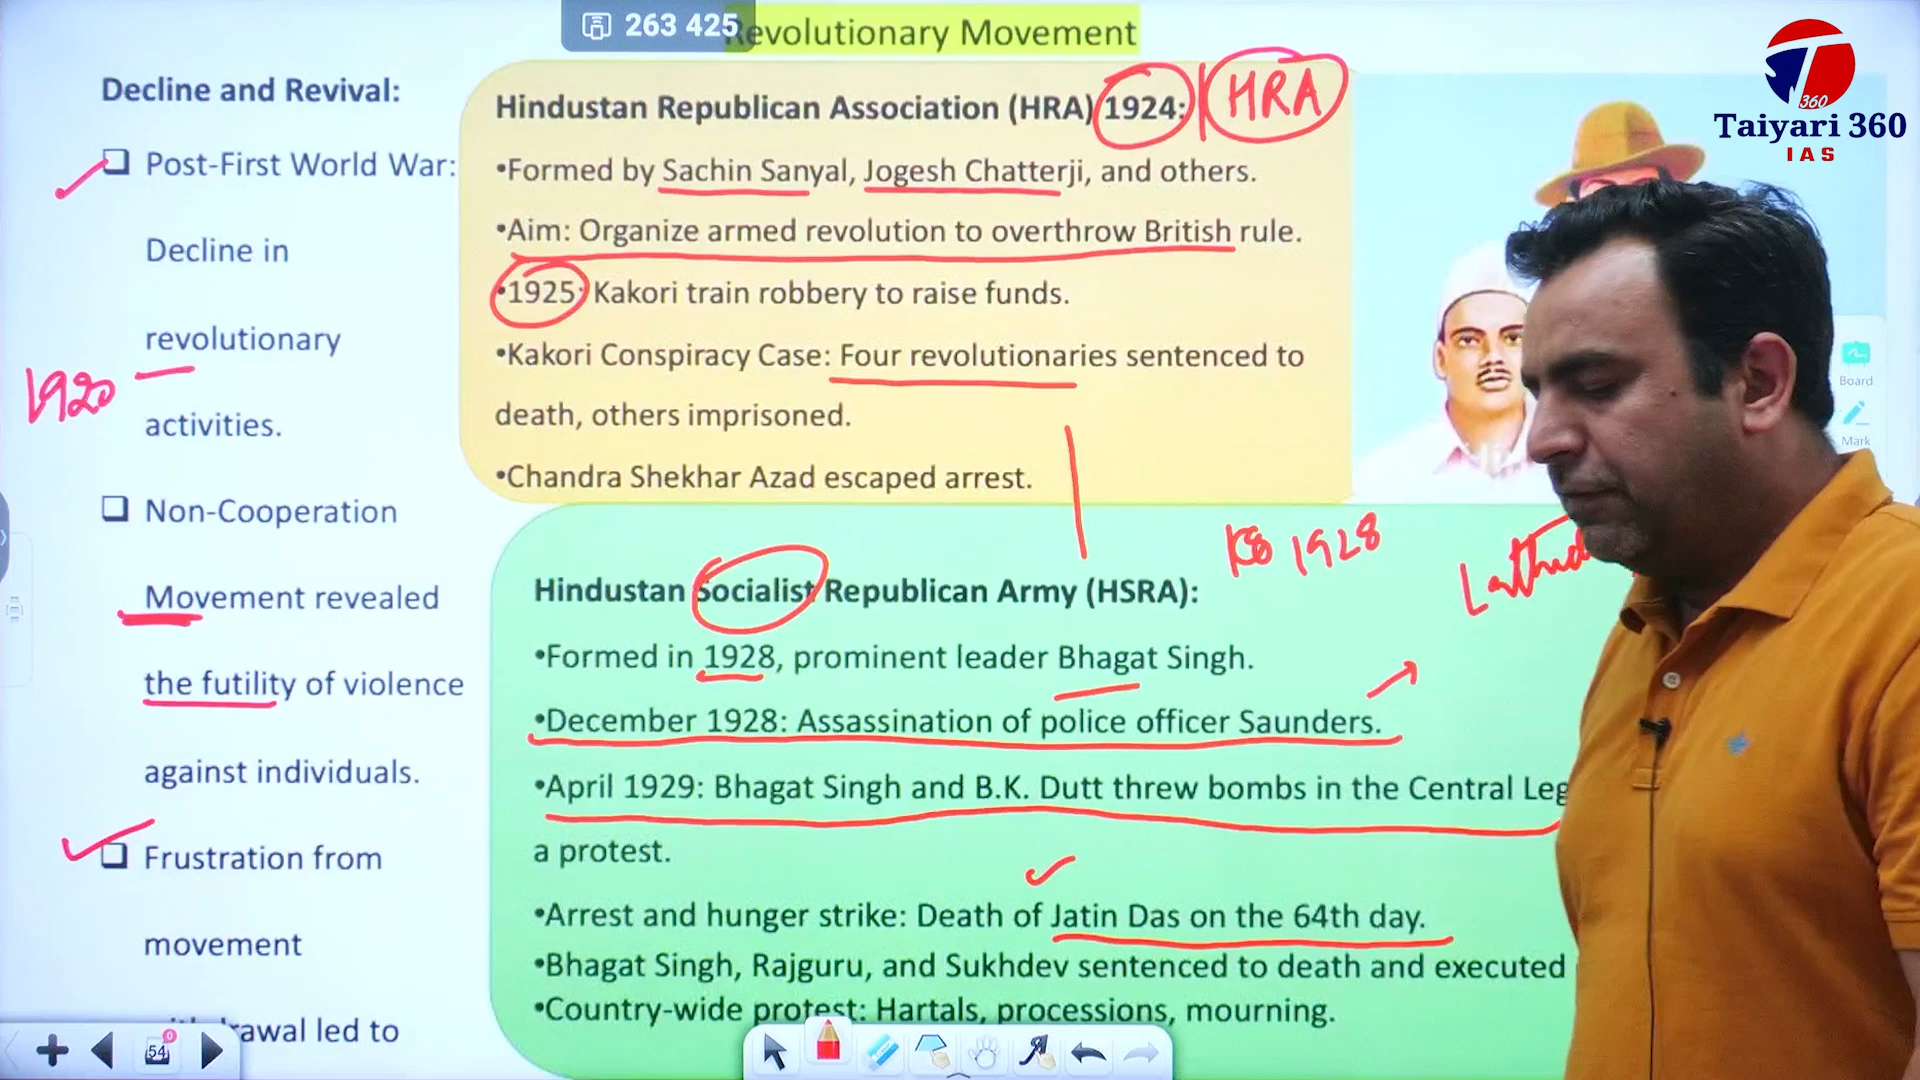 263 425
Revolutionary Movement
360
Taiyari 360
IAS
Decline and Revival:
Post-First World War:
Decline in
revolutionary
activities.
1920
Non-Cooperation
Movement revealed
the futility of violence
against individuals.
Frustration from
movement
drawal led to
Hindustan Republican Association (HRA) 1924:
HRA
•Formed by Sachin Sanyal, Jogesh Chatterji, and others.
•Aim: Organize armed revolution to overthrow British rule.
•1925: Kakori train robbery to raise funds.
•Kakori Conspiracy Case: Four revolutionaries sentenced to
death, others imprisoned.
•Chandra Shekhar Azad escaped arrest.
1928
Hindustan Socialist Republican Army (HSRA):
•Formed in 1928, prominent leader Bhagat Singh.
•December 1928: Assassination of police officer Saunders.
•April 1929: Bhagat Singh and B.K. Dutt threw bombs in the Central Leg
a protest.
•Arrest and hunger strike: Death of Jatin Das on the 64th day.
•Bhagat Singh, Rajguru, and Sukhdev sentenced to death and executed
•Country-wide protest: Hartals, processions, mourning.
Board
Mark
54
0